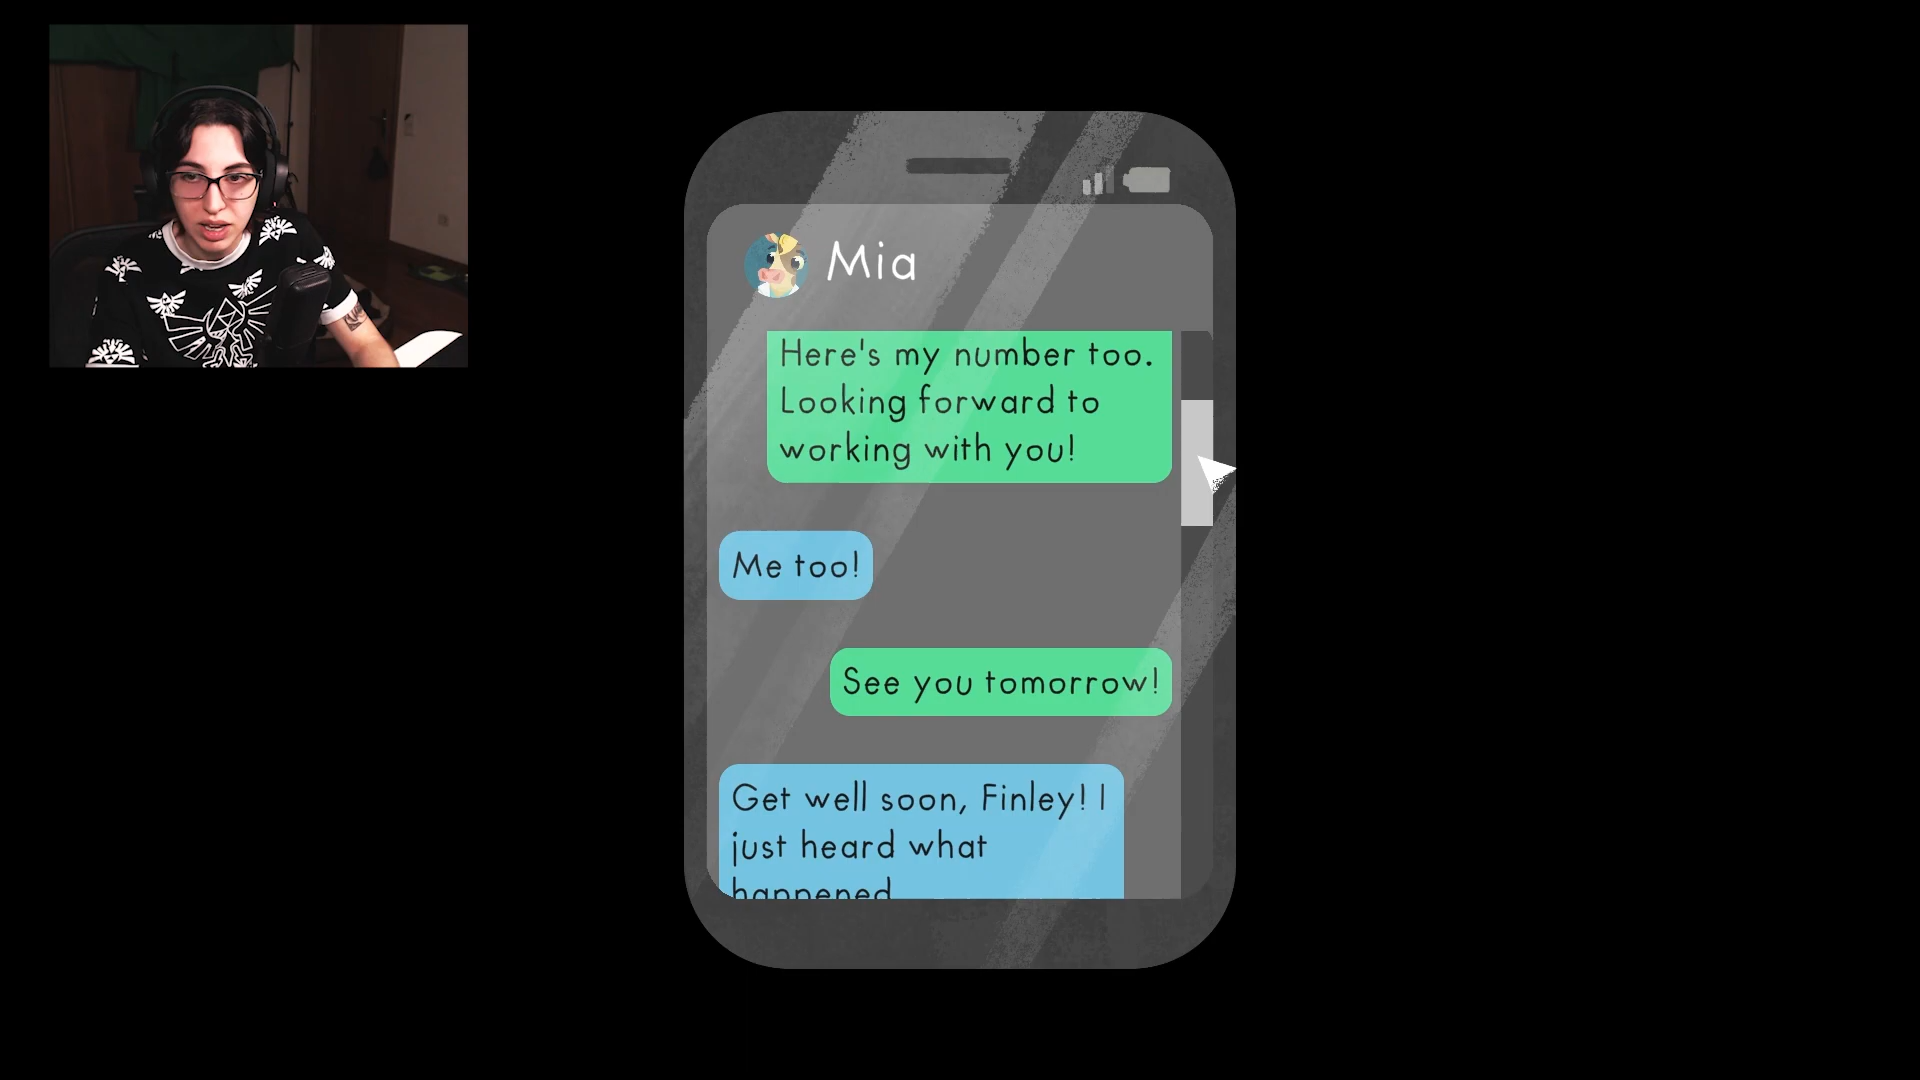 Mia
Here's my number too.
Looking forward to
working with you!
Me too!
See you tomorrow!
Get well soon, Finley! I
just heard what
happened